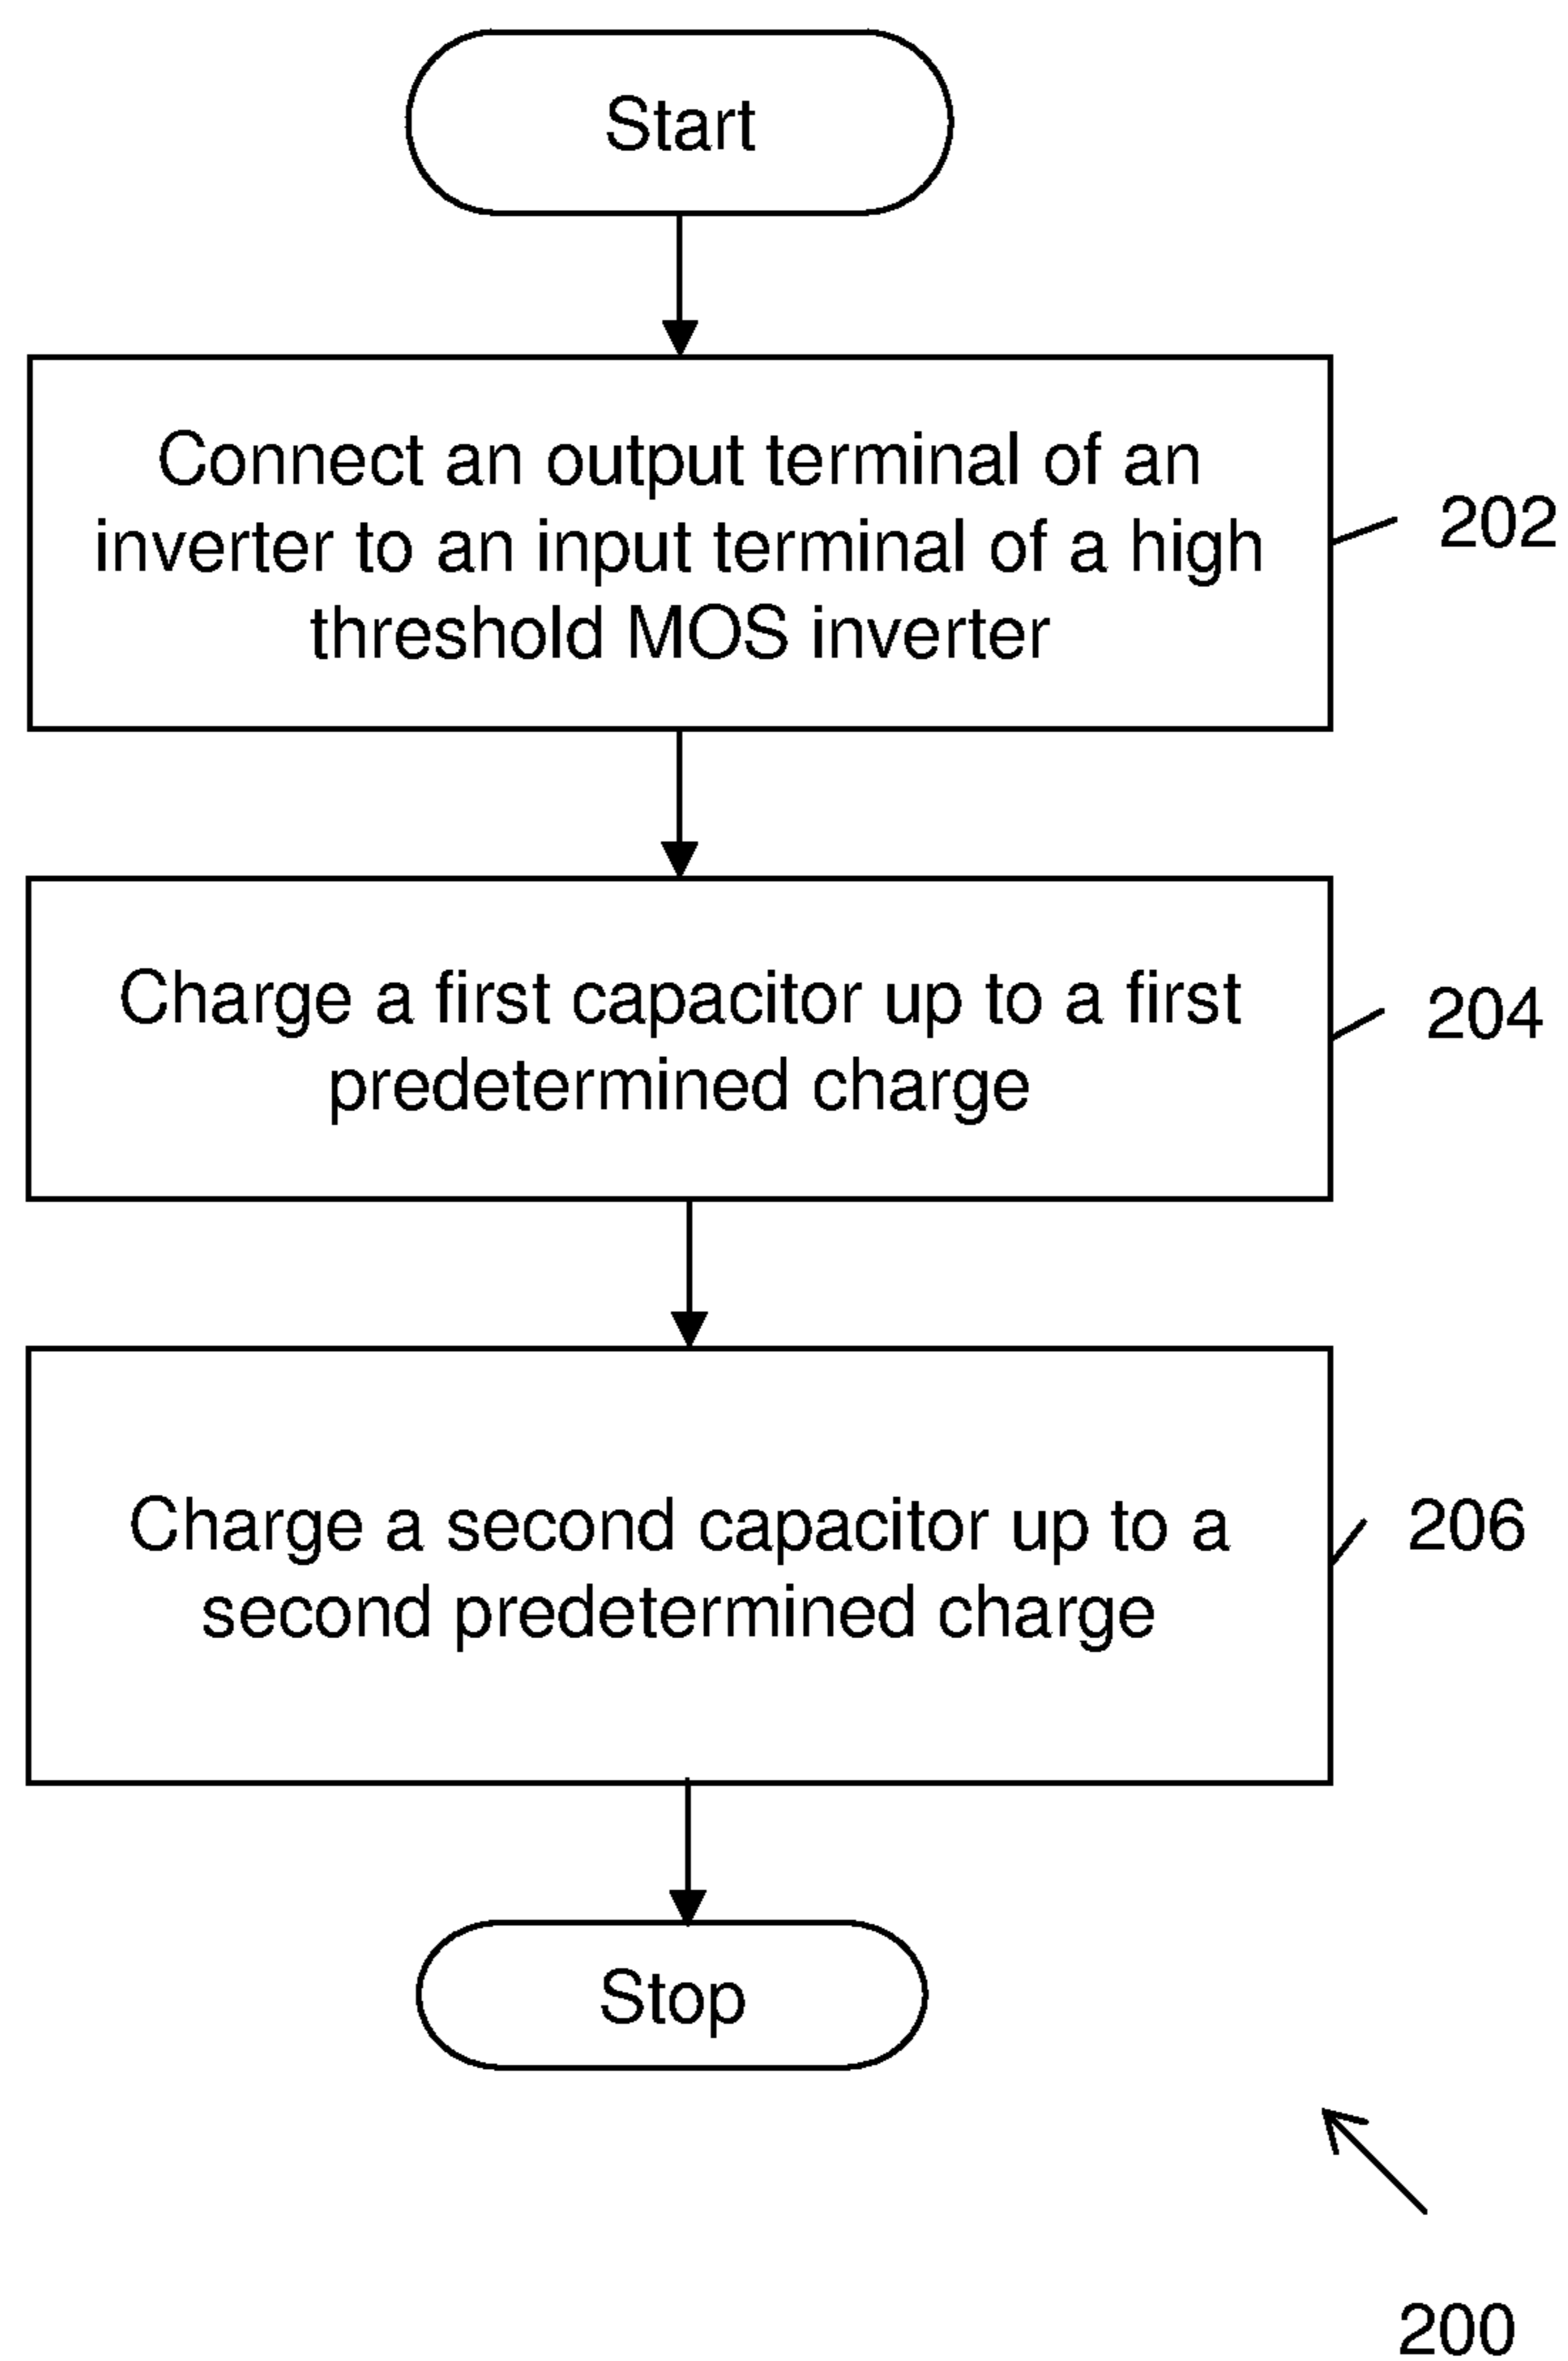 Start
Connect an output terminal of an
inverter to an input terminal of a high
threshold MOS inverter
202
Charge a first capacitor up to a first
predetermined charge
204
Charge a second capacitor up to a
second predetermined charge
206
Stop
200